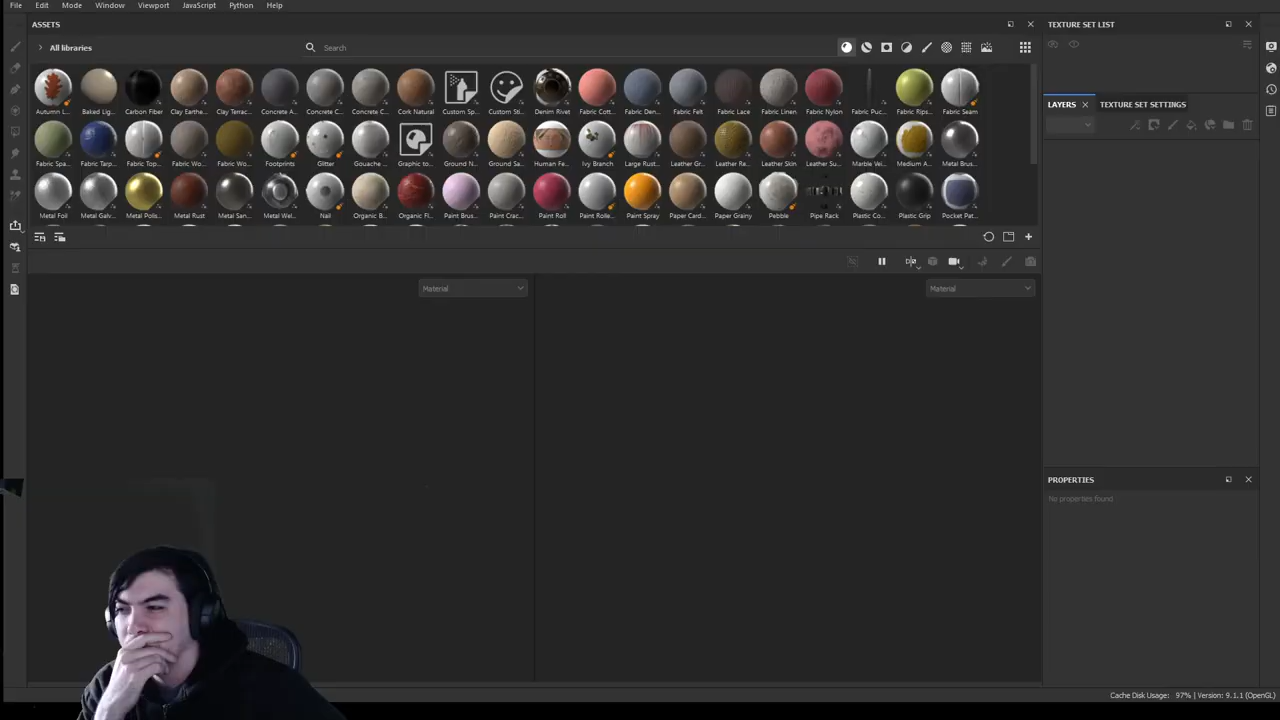 File Edit Mode Window Viewport JavaScript Python Help
ASSETS
All libraries
Search
Autumn L... Baked Lig... Carbon Fiber Clay Earthe... Clay Terrac... Concrete A... Concrete C... Concrete C... Cork Natural Custom Sp... Custom Sti... Denim Rivet Fabric Cott... Fabric Den... Fabric Felt Fabric Lace Fabric Linen Fabric Nylon Fabric Puc... Fabric Rips... Fabric Seam
Fabric Spa... Fabric Tarp... Fabric Top... Fabric Wo... Fabric Wo... Footprints Glitter Gouache ... Graphic to... Ground N... Ground Sa... Human Fe... Ivy Branch Large Rust... Leather Gr... Leather Re... Leather Skin Leather Su... Marble Vei... Medium A... Metal Brus...
Metal Foil Metal Galv... Metal Polis... Metal Rust Metal San... Metal Wel... Nail Organic B... Organic Fl... Paint Brus... Paint Crac... Paint Roll Paint Rolle... Paint Spray Paper Card... Paper Grainy Pebble Pipe Rack Plastic Co... Plastic Grip Pocket Pat...
Material
Material
TEXTURE SET LIST
LAYERS TEXTURE SET SETTINGS
PROPERTIES
No properties found
Cache Disk Usage: 97% | Version: 9.1.1 (OpenGL)